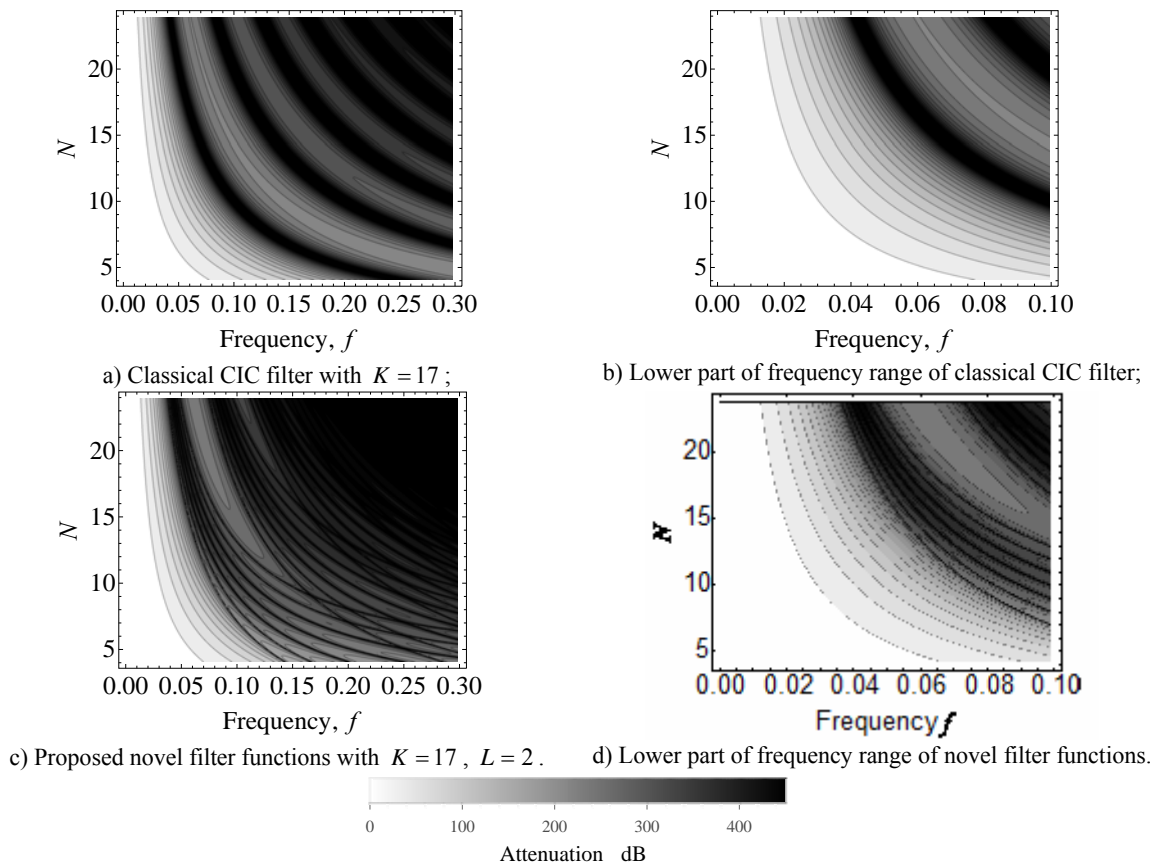 20
15
10
5
N
0.00 0.05 0.10 0.15 0.20 0.25 0.30
Frequency, f
a) Classical CIC filter with K = 17 ;
20
15
10
5
N
0.00 0.02 0.04 0.06 0.08 0.10
Frequency, f
b) Lower part of frequency range of classical CIC filter;
20
15
10
5
N
0.00 0.05 0.10 0.15 0.20 0.25 0.30
Frequency, f
c) Proposed novel filter functions with K = 17 , L = 2 .
20
15
10
5
N
0.00 0.02 0.04 0.06 0.08 0.10
Frequency f
d) Lower part of frequency range of novel filter functions.
0 100 200 300 400
Attenuation dB